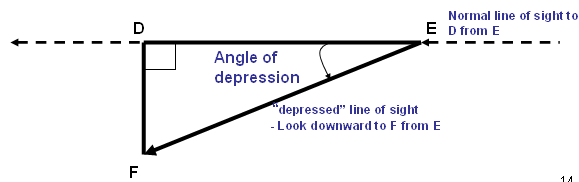 Normal line of sight to
D from E
D
E
Angle of
depression
“depressed” line of sight
- Look downward to F from E
F
14